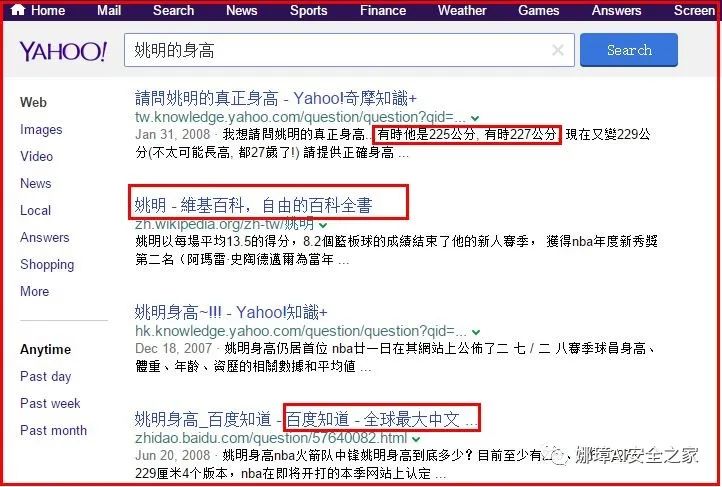 Home Mail Search News Sports Finance Weather Games Answers Screen
YAHOO!
姚明的身高
Search
Web
Images
Video
News
Local
Answers
Shopping
More
Anytime
Past day
Past week
Past month
請問姚明的真正身高 - Yahoo!奇摩知識+
tw.knowledge.yahoo.com/question/question?qid=...
Jan 31, 2008 · 我想請問姚明的真正身高.. 有時他是225公分, 有時227公分, 現在又變229公
分(不太可能長高, 都27歲了!) 請提供正確身高 ...
姚明 - 維基百科，自由的百科全書
zh.wikipedia.org/zh-tw/姚明
姚明以每場平均13.5的得分，8.2個籃板球的成績結束了他的新人賽季， 獲得nba年度新秀獎
第二名（阿瑪雷·史陶德邁爾為當年 ...
姚明身高~!!! - Yahoo!知識+
hk.knowledge.yahoo.com/question/question?qid=...
Dec 18, 2007 · 姚明身高仍居首位 nba廿一日在其網站上公佈了二 七 / 二 八賽季球員身高、
體重、年齡、資歷的相關數據和平均值 ...
姚明身高_百度知道 - 百度知道 - 全球最大中文 ...
zhidao.baidu.com/question/57640082.html
Jun 20, 2008 · 姚明身高nba火箭队中锋姚明身高到底多少? 目前至少有
229厘米4个版本，nba在即将开打的本季网站上认定 ...
娜璋AI安全之家